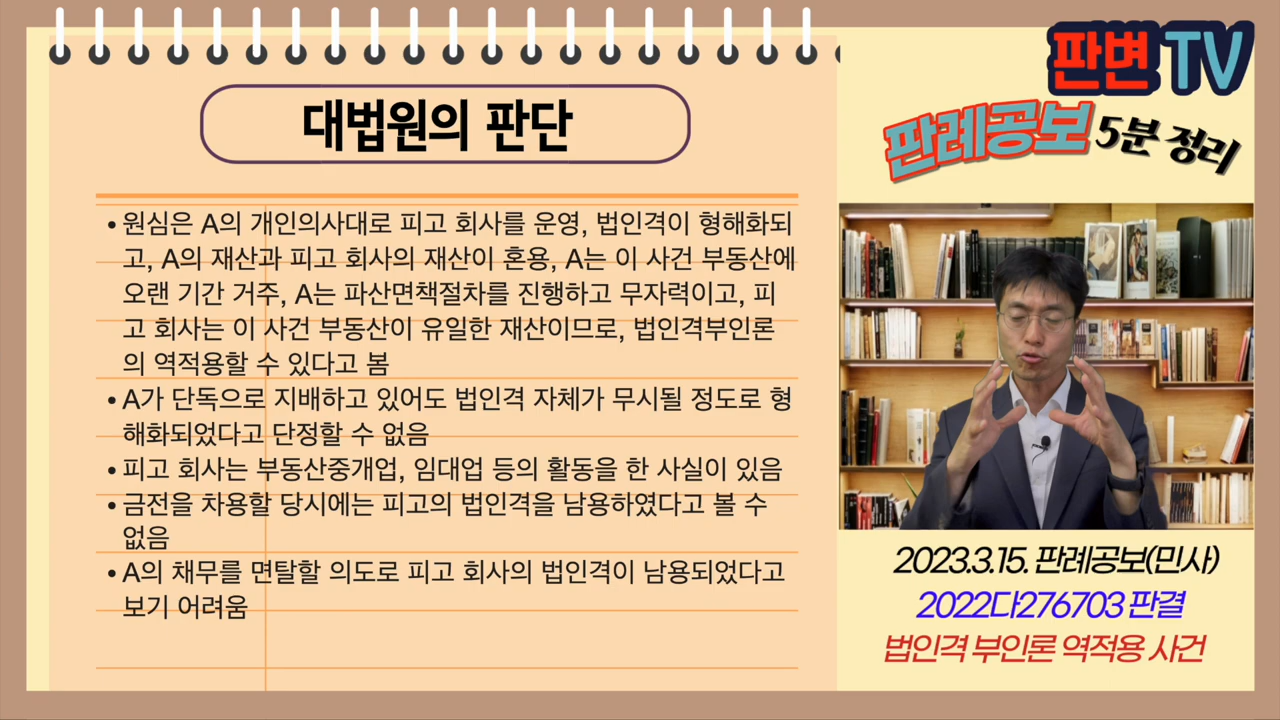 판변 TV
판례공보 5분 정리
대법원의 판단
• 원심은 A의 개인의사대로 피고 회사를 운영, 법인격이 형해화되
고, A의 재산과 피고 회사의 재산이 혼용, A는 이 사건 부동산에
오랜 기간 거주, A는 파산면책절차를 진행하고 무자력이고, 피
고 회사는 이 사건 부동산이 유일한 재산이므로, 법인격부인론
의 역적용할 수 있다고 봄
• A가 단독으로 지배하고 있어도 법인격 자체가 무시될 정도로 형
해화되었다고 단정할 수 없음
• 피고 회사는 부동산중개업, 임대업 등의 활동을 한 사실이 있음
• 금전을 차용할 당시에는 피고의 법인격을 남용하였다고 볼 수
없음
• A의 채무를 면탈할 의도로 피고 회사의 법인격이 남용되었다고
보기 어려움
2023.3.15. 판례공보(민사)
2022다276703 판결
법인격 부인론 역적용 사건